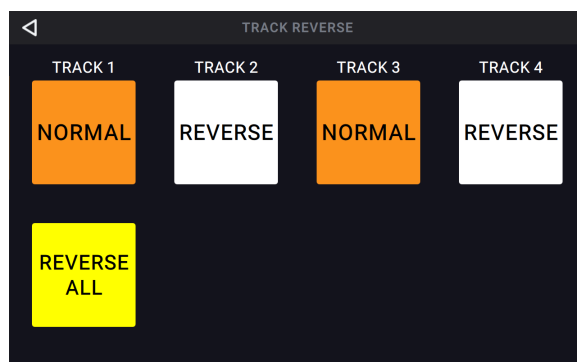 TRACK REVERSE
TRACK 1
TRACK 2
TRACK 3
TRACK 4
NORMAL
REVERSE
NORMAL
REVERSE
REVERSE
ALL